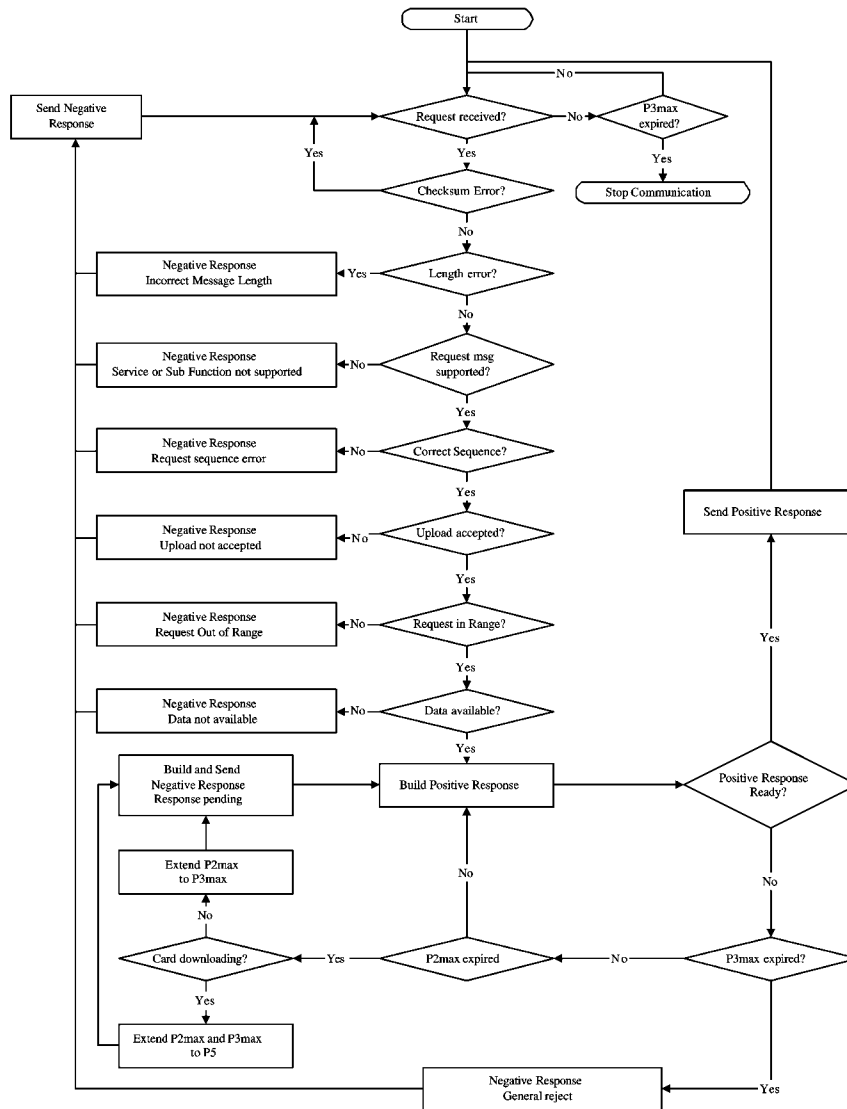 Start
No
Send Negative
Response
Request received?
No
P3max
expired?
Yes
Yes
Yes
Checksum Error?
Stop Communication
No
Negative Response
Incorrect Message Length
Yes
Length error?
No
Negative Response
Service or Sub Function not supported
No
Request msg
supported?
Yes
Negative Response
Request sequence error
No
Correct Sequence?
Yes
Send Positive Response
Negative Response
Upload not accepted
No
Upload accepted?
Yes
Negative Response
Request Out of Range
No
Request in Range?
Yes
Yes
Negative Response
Data not available
No
Data available?
Yes
Build and Send
Negative Response
Response pending
Build Positive Response
Positive Response
Ready?
Extend P2max
to P3max
No
No
No
Card downloading?
Yes
P2max expired
No
P3max expired?
Yes
Extend P2max and P3max
to P5
Negative Response
General reject
Yes